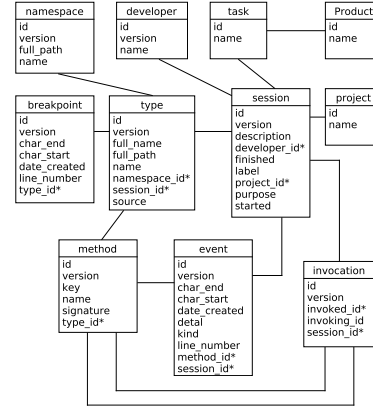 namespace
id
version
full_path
name
developer
id
version
name
task
id
name
Product
id
name
breakpoint
id
version
char_end
char_start
date_created
line_number
type_id*
type
id
version
full_name
full_path
name
namespace_id*
session_id*
source
session
id
version
description
developer_id*
finished
label
project_id*
purpose
started
project
id
name
method
id
version
key
name
signature
type_id*
event
id
version
char_end
char_start
date_created
detal
kind
line_number
method_id*
session_id*
invocation
id
version
invoked_id*
invoking_id
session_id*